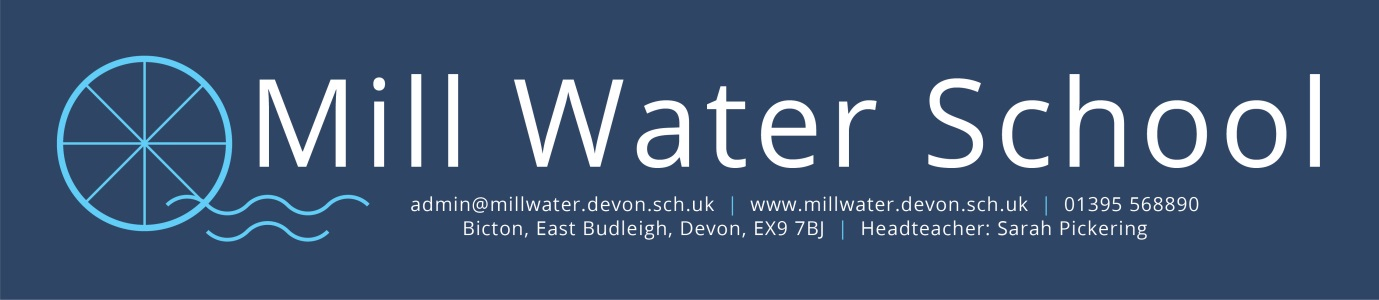 Mill Water School
admin@millwater.devon.sch.uk | www.millwater.devon.sch.uk | 01395 568890
Bicton, East Budleigh, Devon, EX9 7BJ | Headteacher: Sarah Pickering